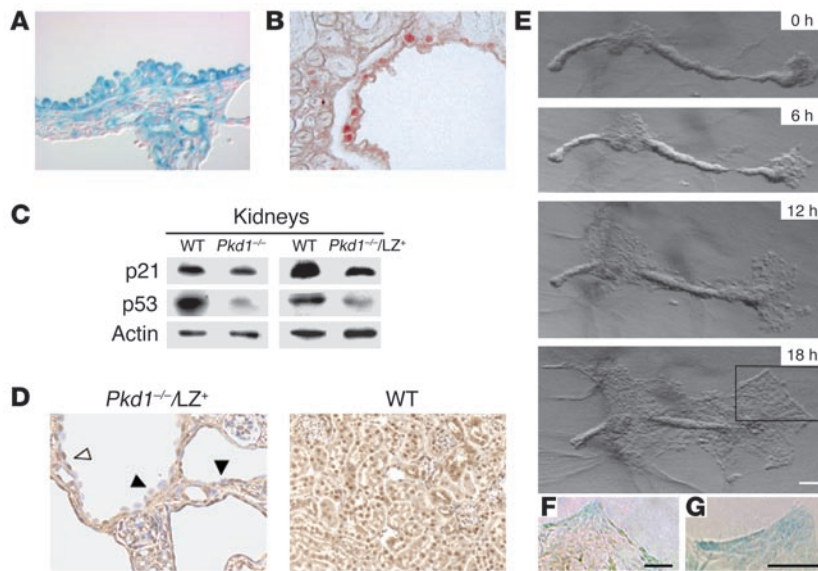 A
B
C
Kidneys
WT Pkd1–/– WT Pkd1–/–/LZ+
p21
p53
Actin
D
Pkd1–/–/LZ+ WT
E
0 h
6 h
12 h
18 h
F
G